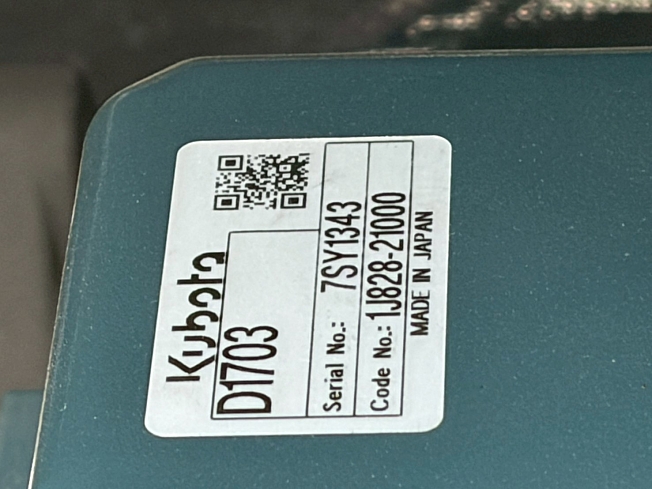 Kubota
D1703
Serial No.: 7SY1343
Code No.: 1J828-21000
MADE IN JAPAN